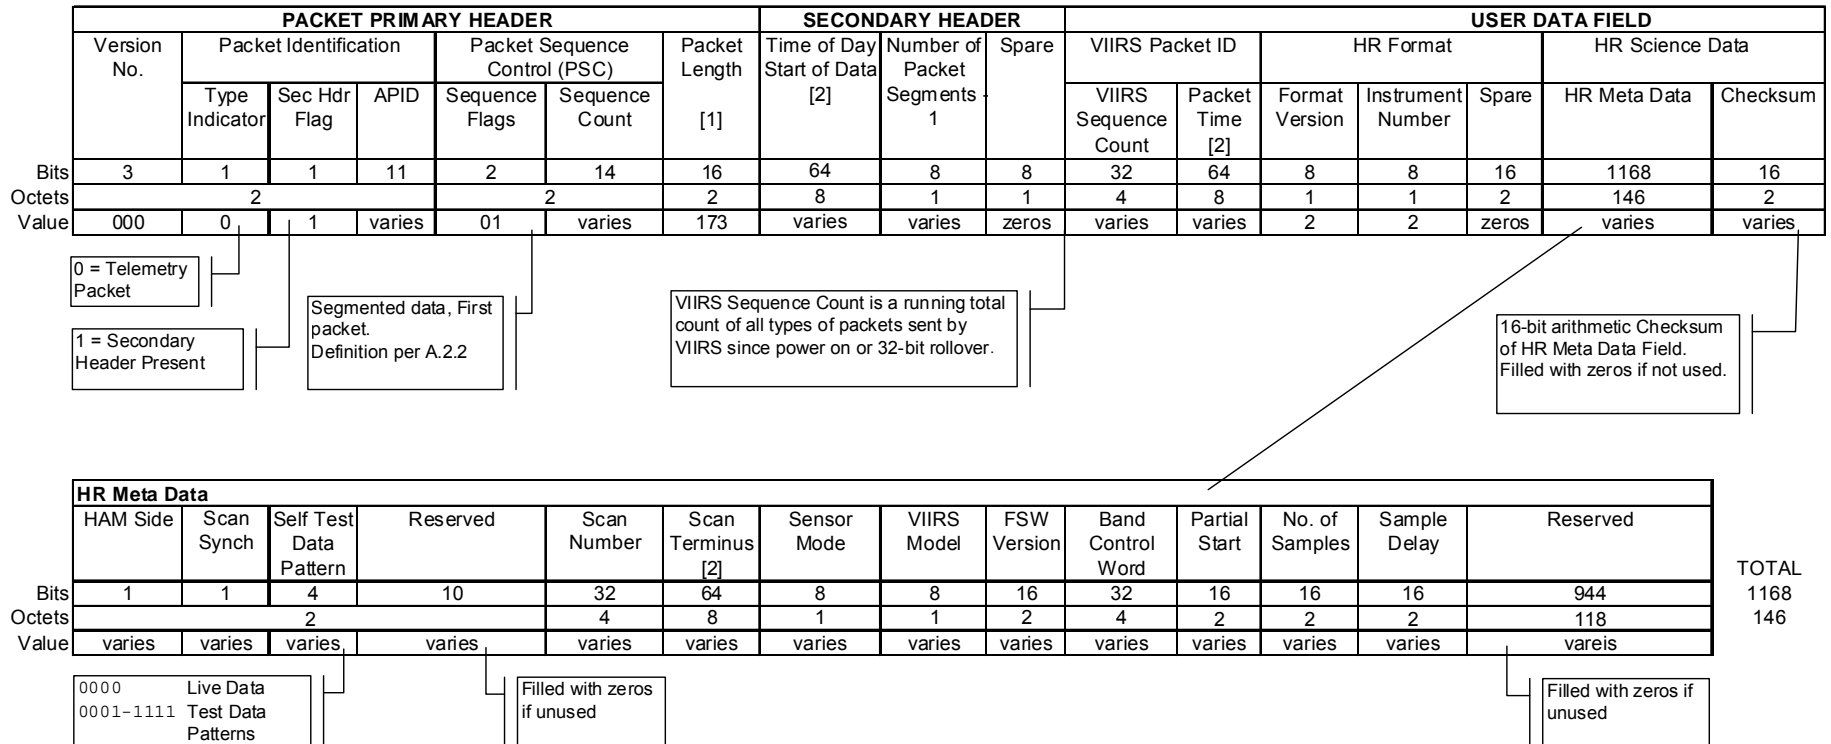 PACKET PRIMARY HEADER SECONDARY HEADER USER DATA FIELD
Version No. Packet Identification Packet Sequence Control (PSC) Packet Length [1] Time of Day Start of Data [2] Number of Packet Segments - 1 Spare VIIRS Packet ID HR Format HR Science Data
Type Indicator Sec Hdr Flag APID Sequence Flags Sequence Count VIIRS Sequence Count Packet Time [2] Format Version Instrument Number Spare HR Meta Data Checksum
Bits 3 1 1 11 2 14 16 64 8 8 32 64 8 8 16 1168 16
Octets 2 2 2 8 1 1 4 8 1 1 2 146 2
Value 000 0 1 varies 01 varies 173 varies varies zeros varies varies 2 2 zeros varies varies
0 = Telemetry
Packet
1 = Secondary
Header Present
Segmented data, First
packet.
Definition per A.2.2
VIIRS Sequence Count is a running total
count of all types of packets sent by
VIIRS since power on or 32-bit rollover.
16-bit arithmetic Checksum
of HR Meta Data Field.
Filled with zeros if not used.
HR Meta Data
HAM Side Scan Synch Self Test Data Pattern Reserved Scan Number Scan Terminus [2] Sensor Mode VIIRS Model FSW Version Band Control Word Partial Start No. of Samples Sample Delay Reserved TOTAL
Bits 1 1 4 10 32 64 8 8 16 32 16 16 16 944 1168
Octets 2 4 8 1 1 2 4 2 2 2 118 146
Value varies varies varies varies varies varies varies varies varies varies varies varies varies vareis
0000 Live Data
0001-1111 Test Data
Patterns
Filled with zeros
if unused
Filled with zeros if
unused